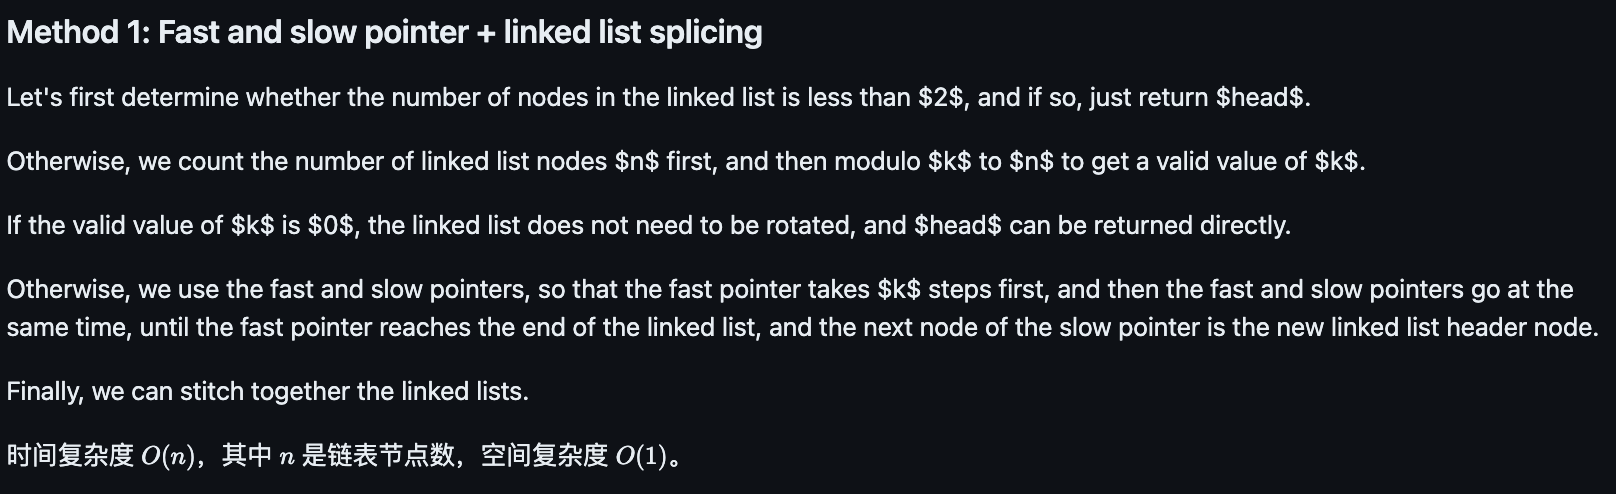 Method 1: Fast and slow pointer + linked list splicing
Let's first determine whether the number of nodes in the linked list is less than $2$, and if so, just return $head$.
Otherwise, we count the number of linked list nodes $n$ first, and then modulo $k$ to $n$ to get a valid value of $k$.
If the valid value of $k$ is $0$, the linked list does not need to be rotated, and $head$ can be returned directly.
Otherwise, we use the fast and slow pointers, so that the fast pointer takes $k$ steps first, and then the fast and slow pointers go at the
same time, until the fast pointer reaches the end of the linked list, and the next node of the slow pointer is the new linked list header node.
Finally, we can stitch together the linked lists.
时间复杂度 O(n)，其中 n 是链表节点数，空间复杂度 O(1)。